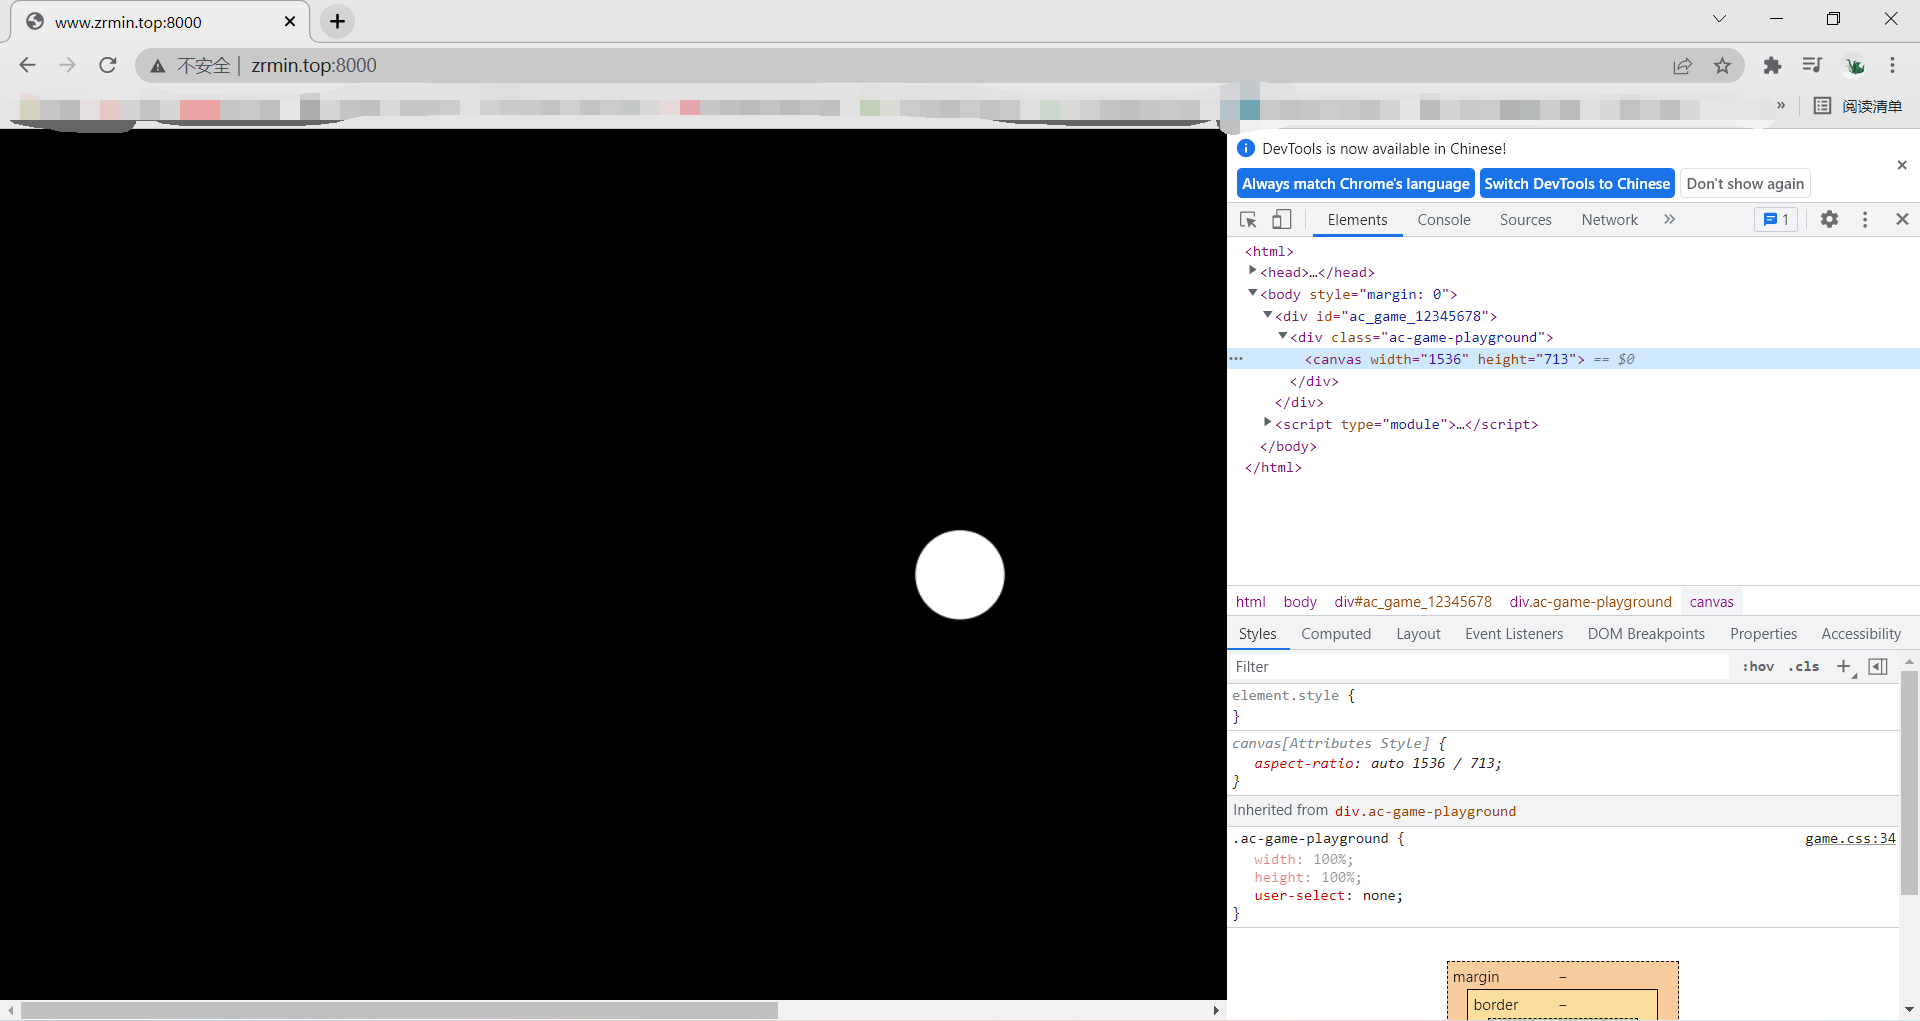 www.zrmin.top:8000
不安全 | zrmin.top:8000
» 阅读清单
DevTools is now available in Chinese!
Always match Chrome's language Switch DevTools to Chinese Don't show again
Elements Console Sources Network » 1
<html>
<head>…</head>
<body style="margin: 0">
<div id="ac_game_12345678">
<div class="ac-game-playground">
<canvas width="1536" height="713"> == $0
</div>
</div>
<script type="module">…</script>
</body>
</html>
html body div#ac_game_12345678 div.ac-game-playground canvas
Styles Computed Layout Event Listeners DOM Breakpoints Properties Accessibility
Filter :hov .cls
element.style {
}
canvas[Attributes Style] {
aspect-ratio: auto 1536 / 713;
}
Inherited from div.ac-game-playground
.ac-game-playground { game.css:34
width: 100%;
height: 100%;
user-select: none;
}
margin –
border –